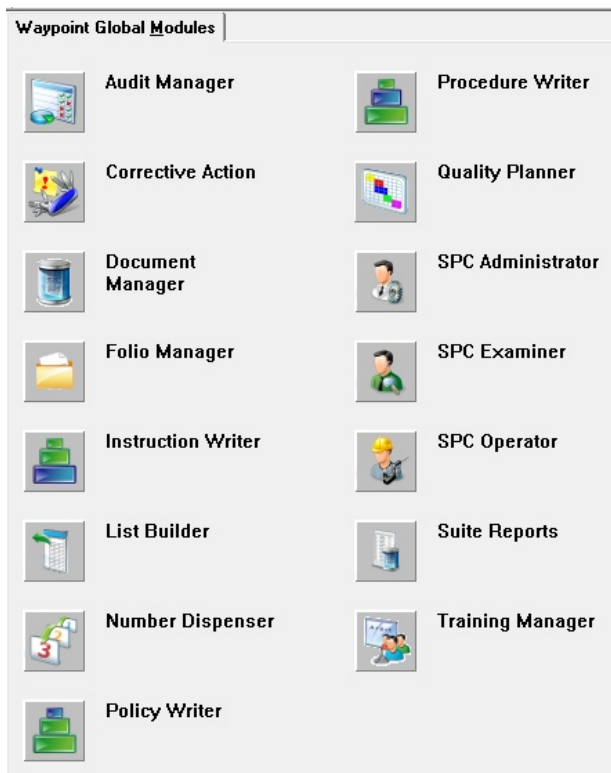 Waypoint Global Modules
Audit Manager
Corrective Action
Document
Manager
Folio Manager
Instruction Writer
List Builder
Number Dispenser
Policy Writer
Procedure Writer
Quality Planner
SPC Administrator
SPC Examiner
SPC Operator
Suite Reports
Training Manager